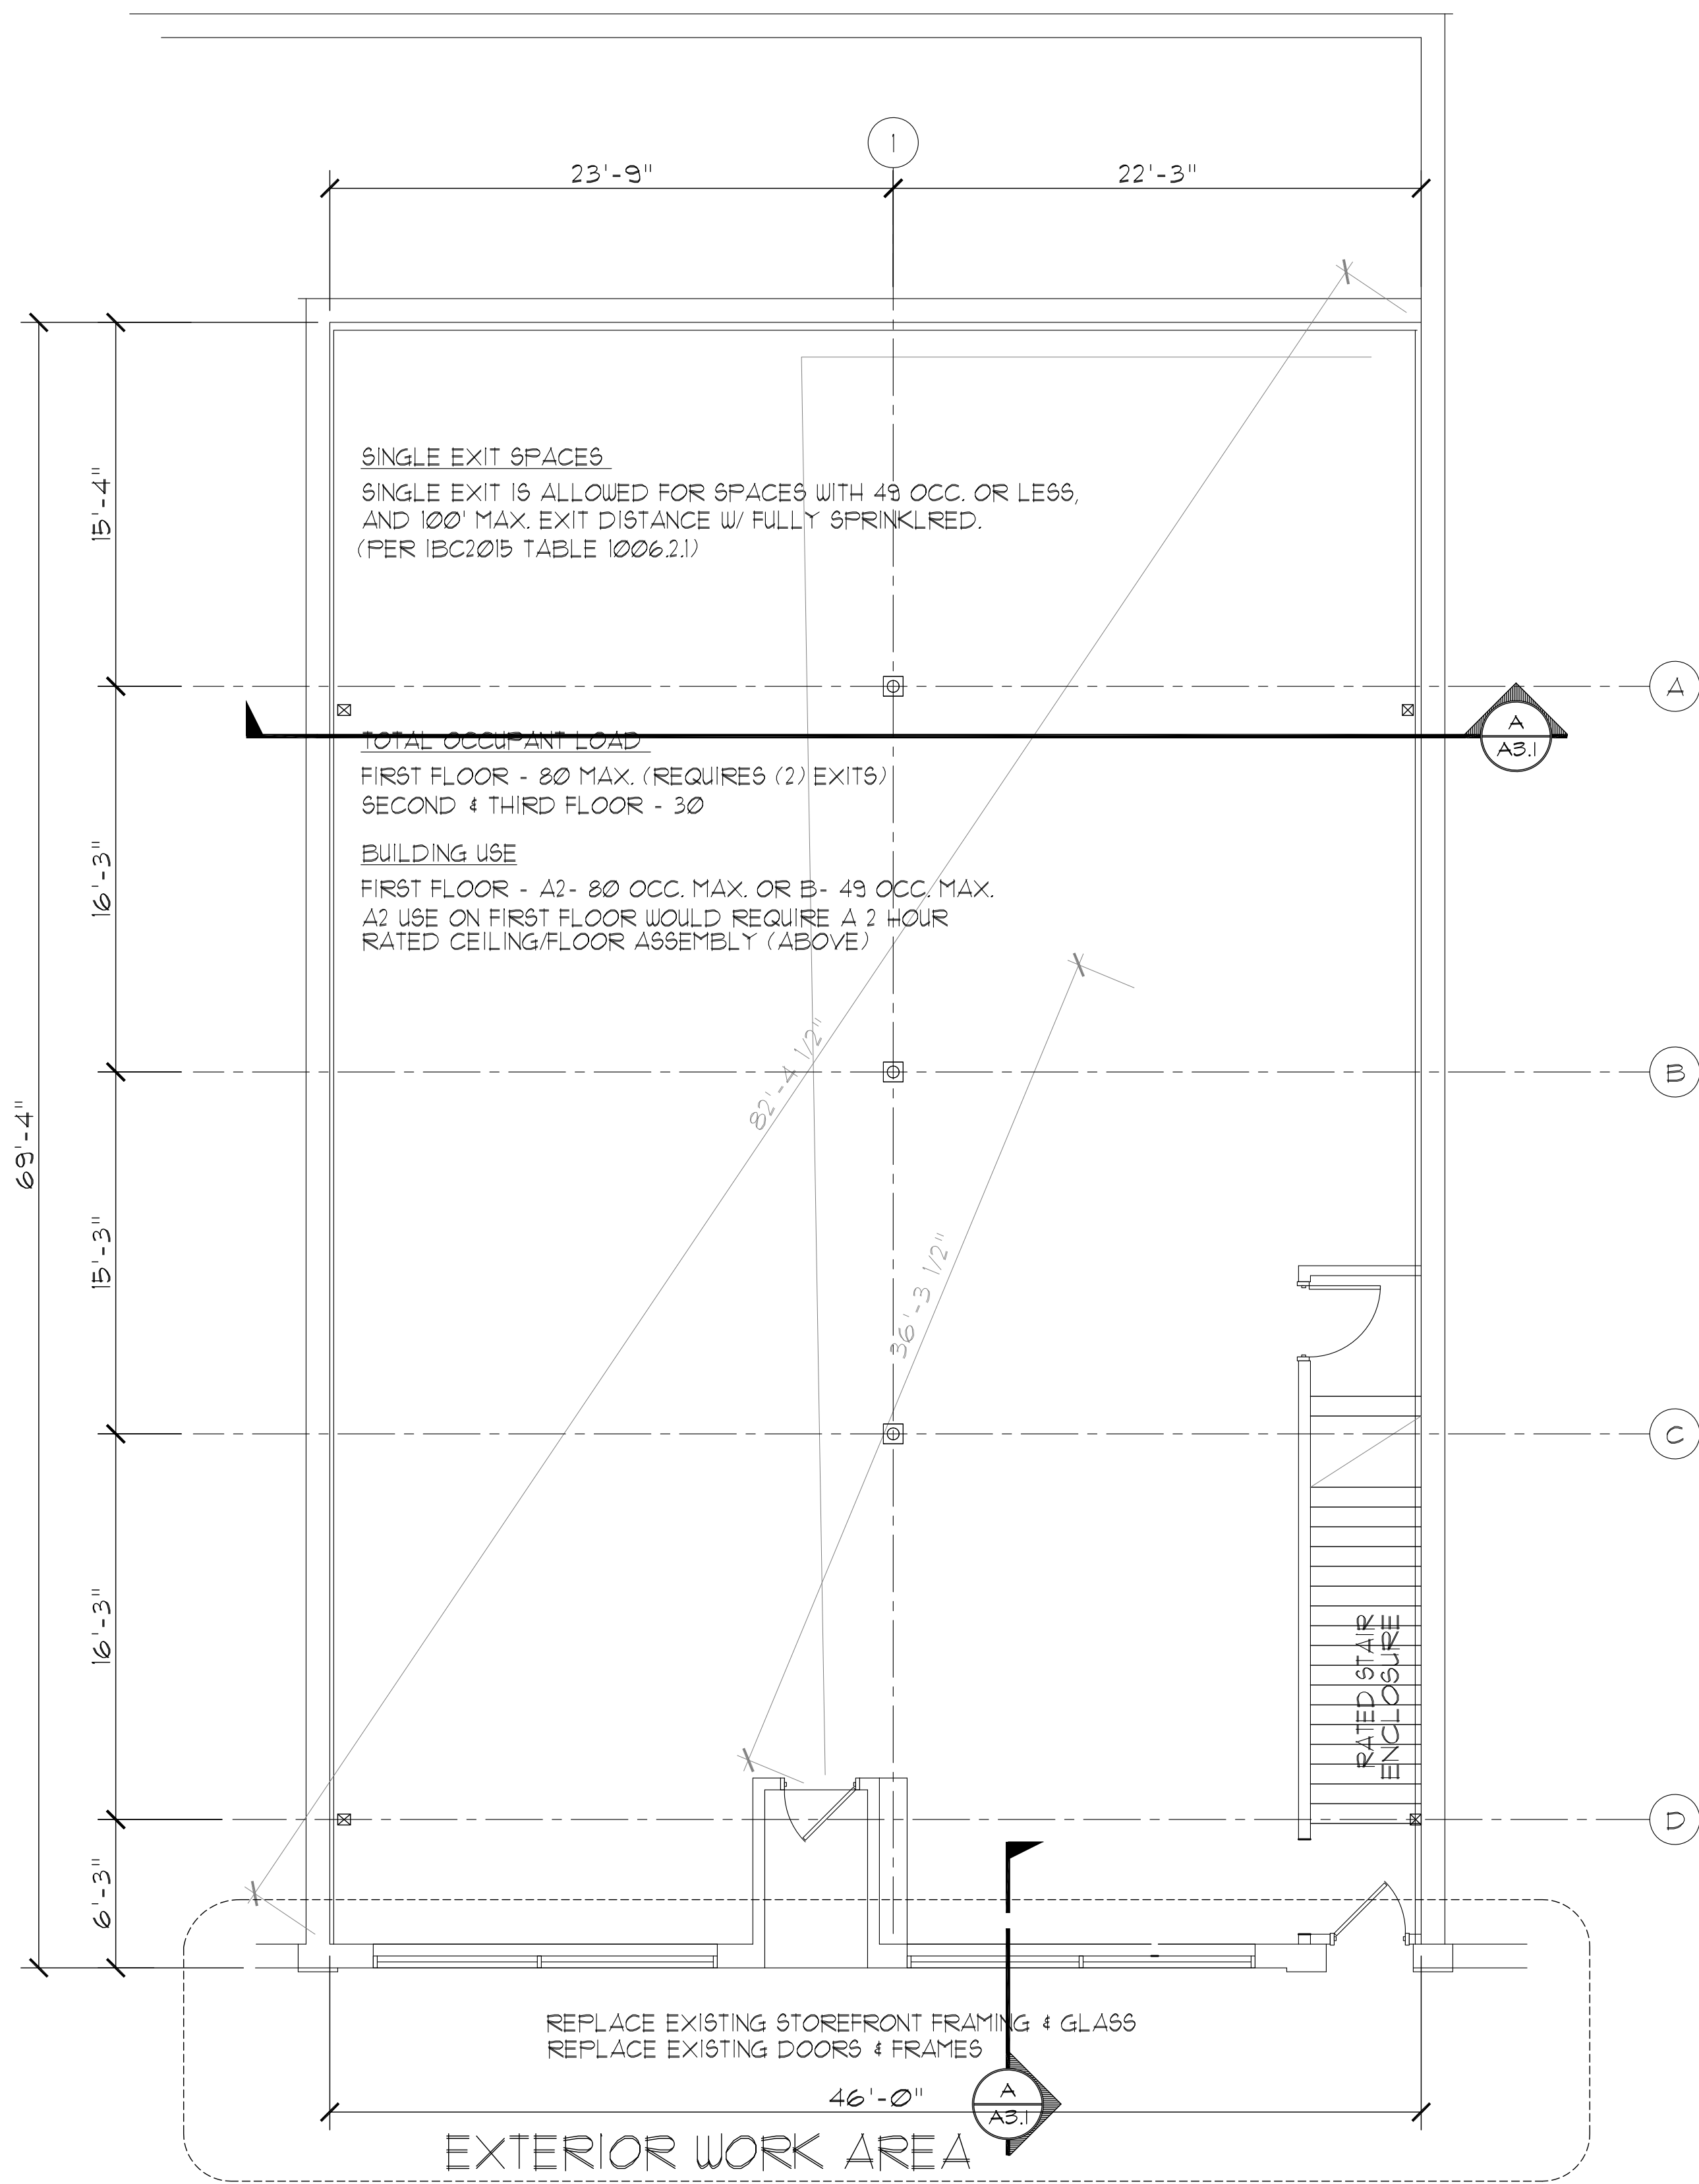 1
23'-9"
22'-3"
SINGLE EXIT SPACES
SINGLE EXIT IS ALLOWED FOR SPACES WITH 49 OCC. OR LESS,
AND 100' MAX. EXIT DISTANCE W/ FULLY SPRINKLRED.
(PER IBC2015 TABLE 1006.2.1)
15'-4"
A
A
A3.1
TOTAL OCCUPANT LOAD
FIRST FLOOR - 80 MAX. (REQUIRES (2) EXITS)
SECOND & THIRD FLOOR - 30
BUILDING USE
FIRST FLOOR - A2- 80 OCC. MAX. OR B- 49 OCC. MAX.
A2 USE ON FIRST FLOOR WOULD REQUIRE A 2 HOUR
RATED CEILING/FLOOR ASSEMBLY (ABOVE)
16'-3"
82'-4 1/2"
B
69'-4"
15'-3"
36'-3 1/2"
C
16'-3"
RATED STAIR
ENCLOSURE
D
6'-3"
REPLACE EXISTING STOREFRONT FRAMING & GLASS
REPLACE EXISTING DOORS & FRAMES
46'-0"
A
A3.1
EXTERIOR WORK AREA